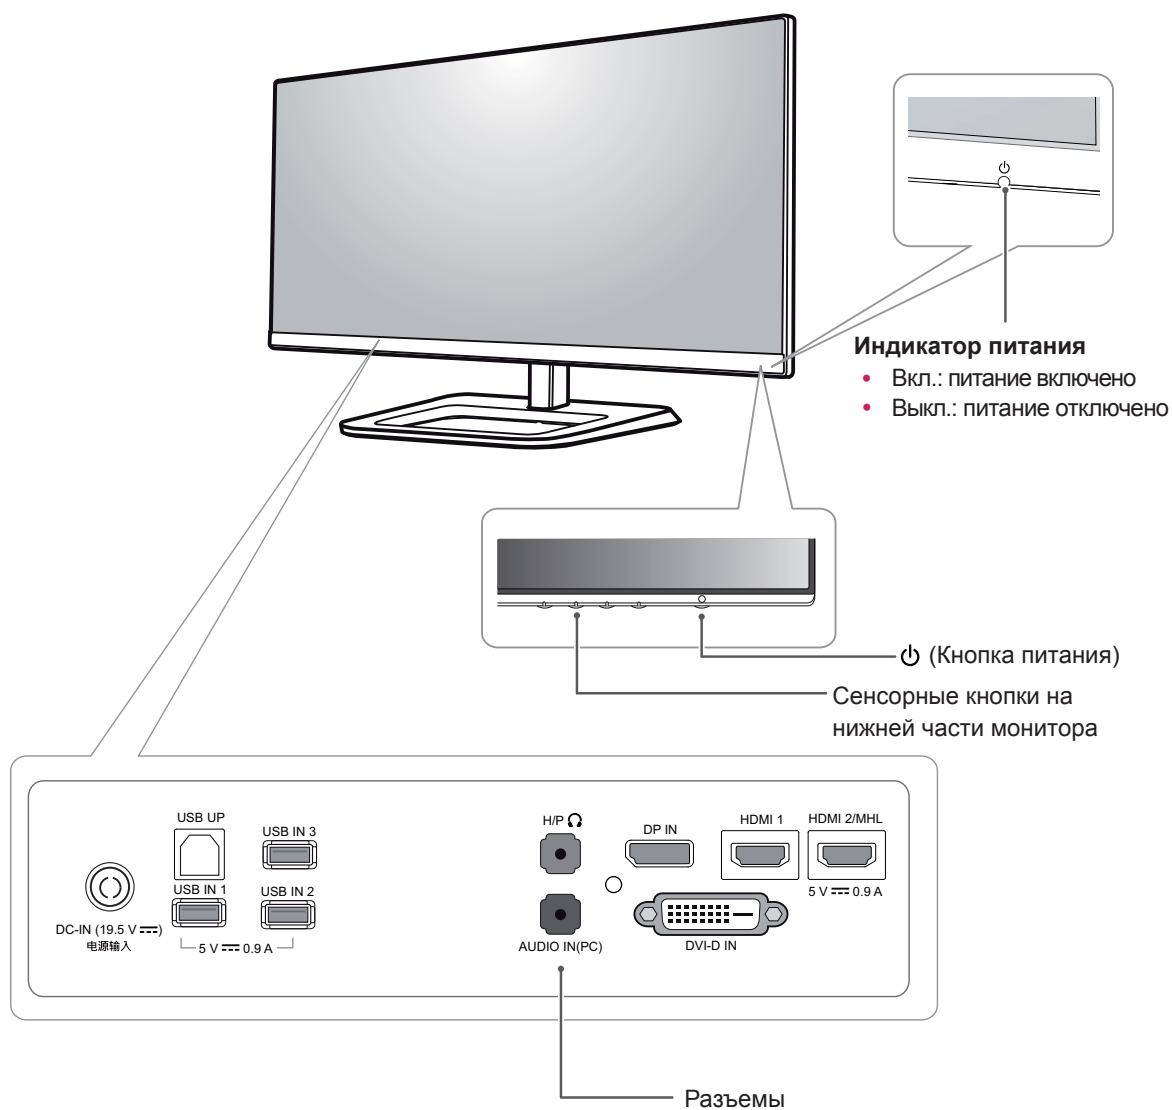 Индикатор питания
• Вкл.: питание включено
• Выкл.: питание отключено
(Кнопка питания)
Сенсорные кнопки на
нижней части монитора
USB UP
USB IN 3
H/P
DP IN
HDMI 1
HDMI 2/MHL
USB IN 1
USB IN 2
5 V 0.9 A
DC-IN (19.5 V )
电源输入
5 V 0.9 A
AUDIO IN(PC)
DVI-D IN
Разъемы